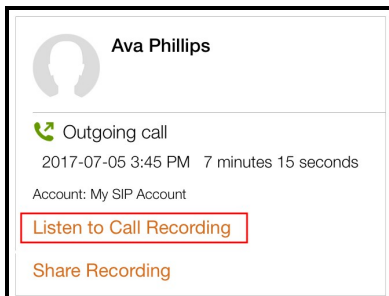 Ava Phillips
Outgoing call
2017-07-05 3:45 PM 7 minutes 15 seconds
Account: My SIP Account
Listen to Call Recording
Share Recording